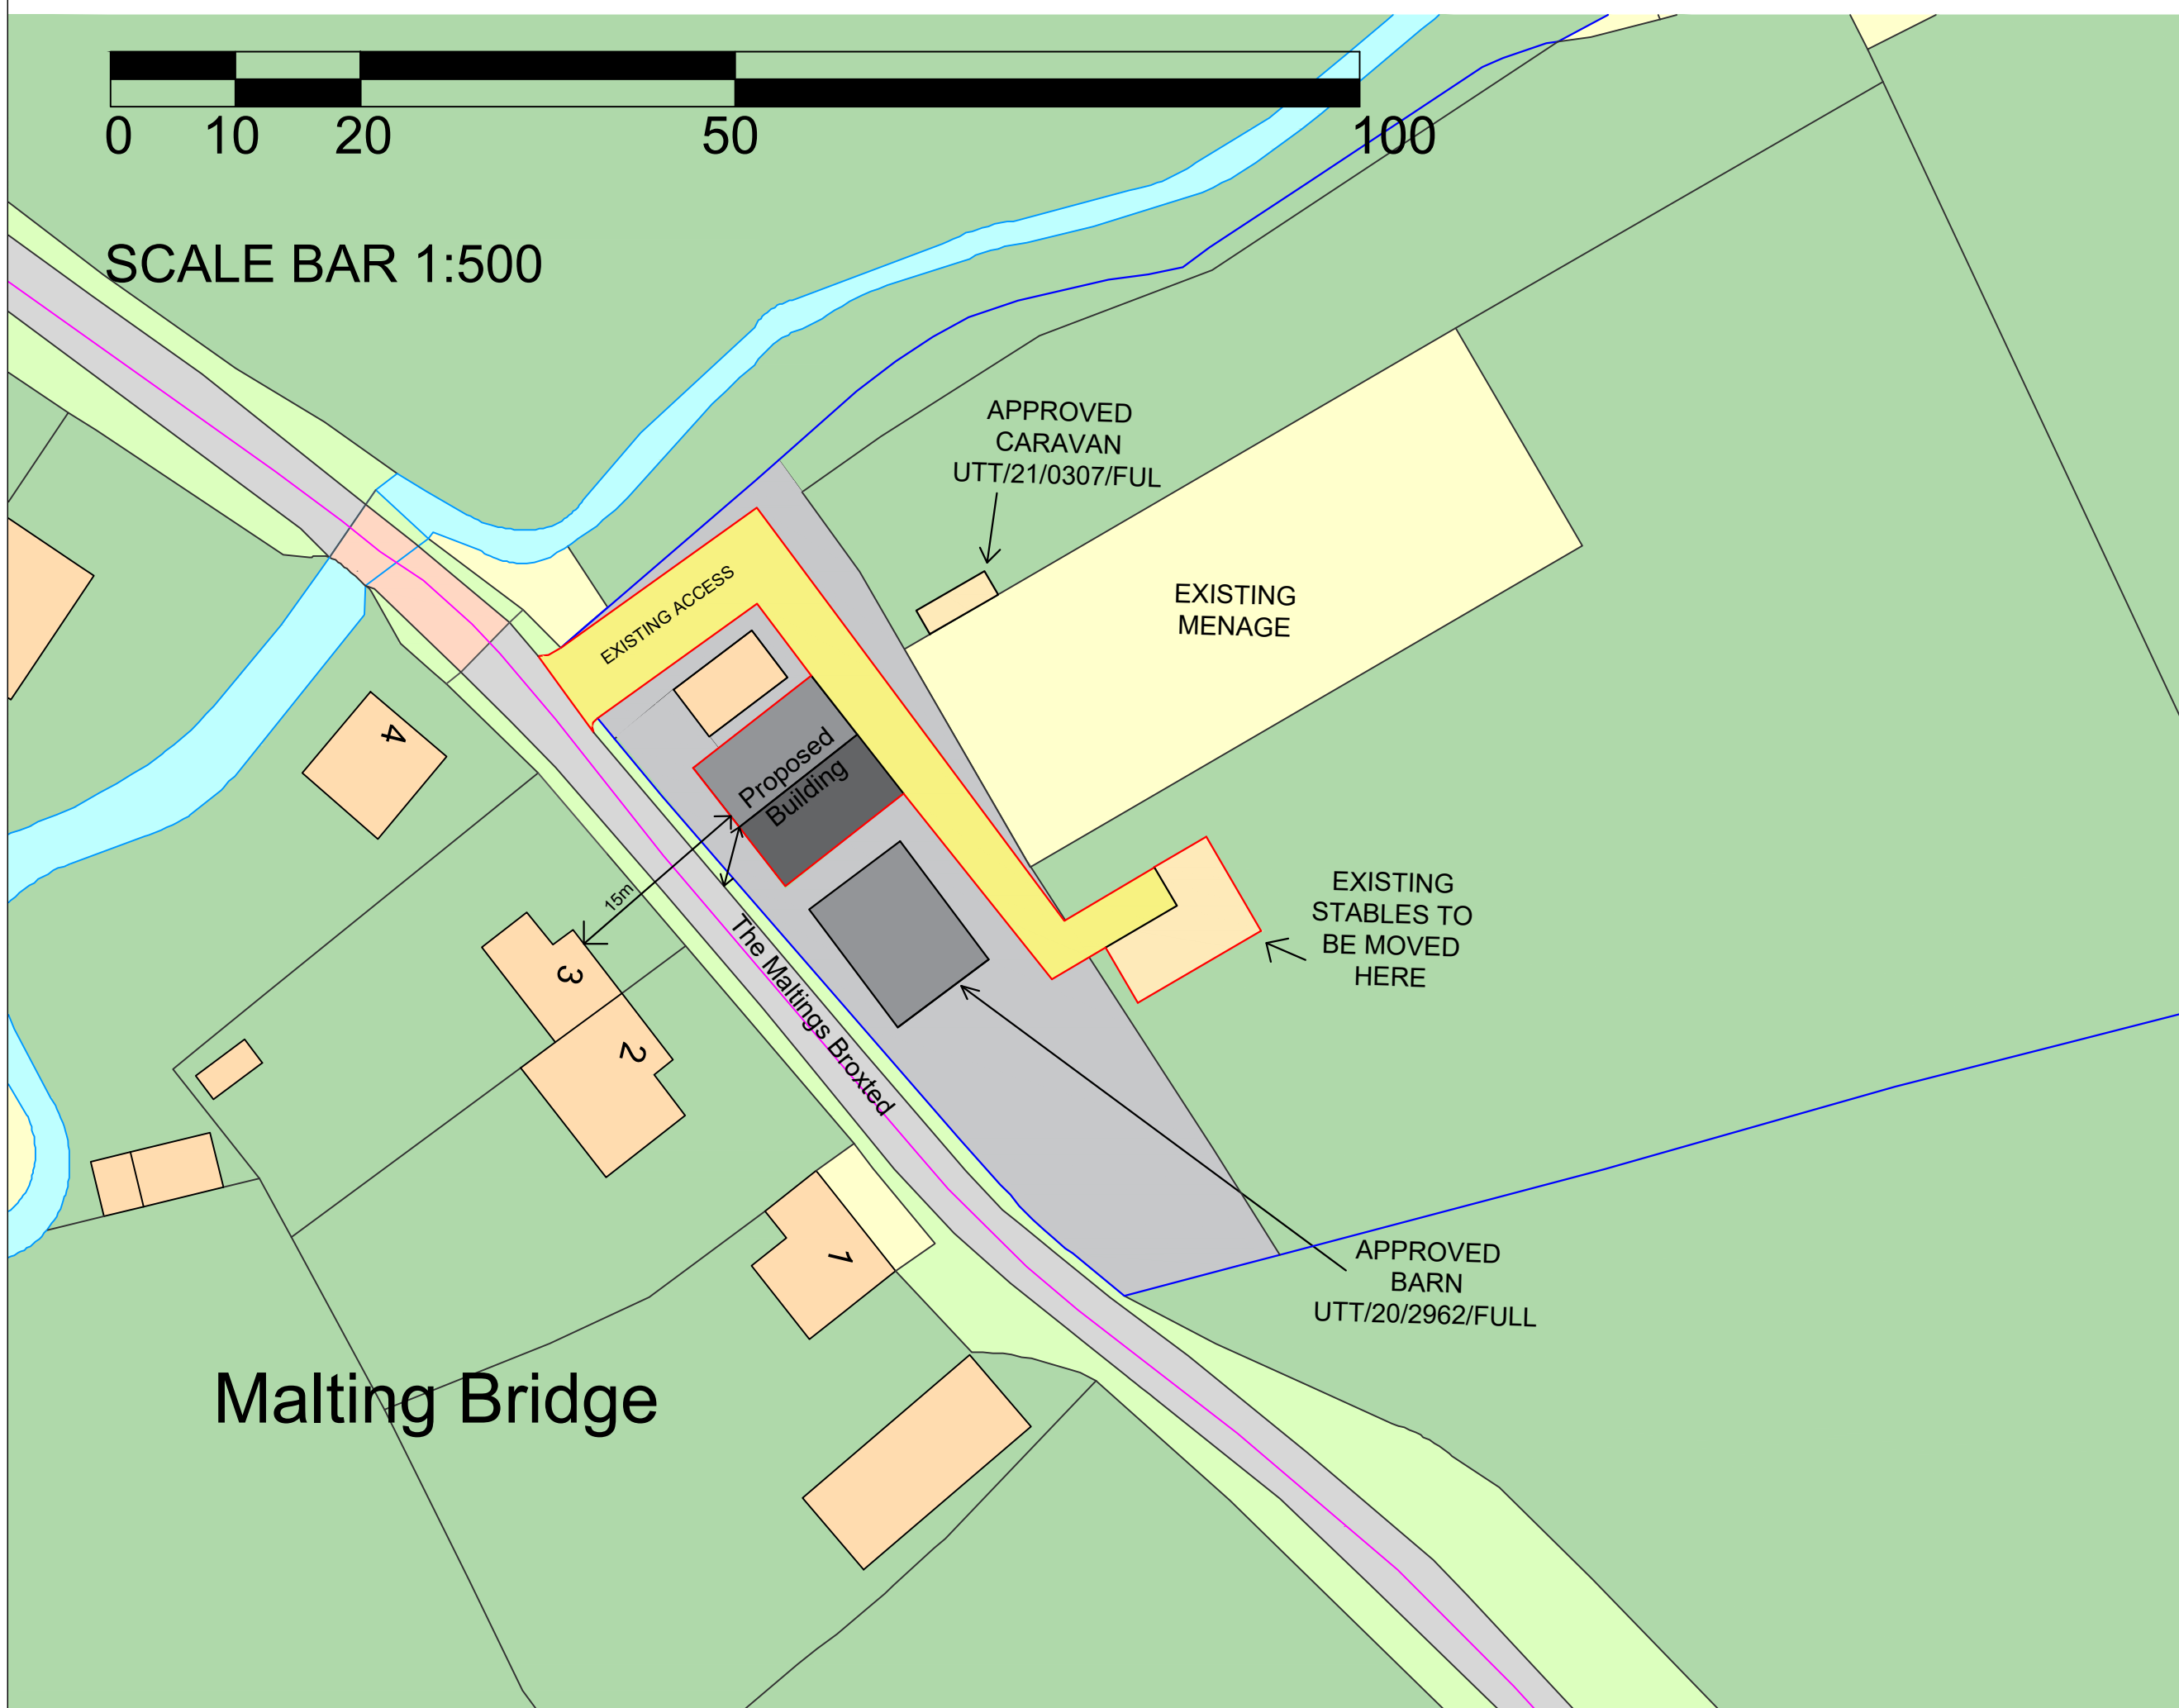 0 10 20 50 100
SCALE BAR 1:500
APPROVED
CARAVAN
UTT/21/0307/FUL
EXISTING ACCESS
EXISTING
MENAGE
4
Proposed
Building
15m
EXISTING
STABLES TO
BE MOVED
HERE
3
The Maltings Broxted
2
1
APPROVED
BARN
UTT/20/2962/FULL
Malting Bridge